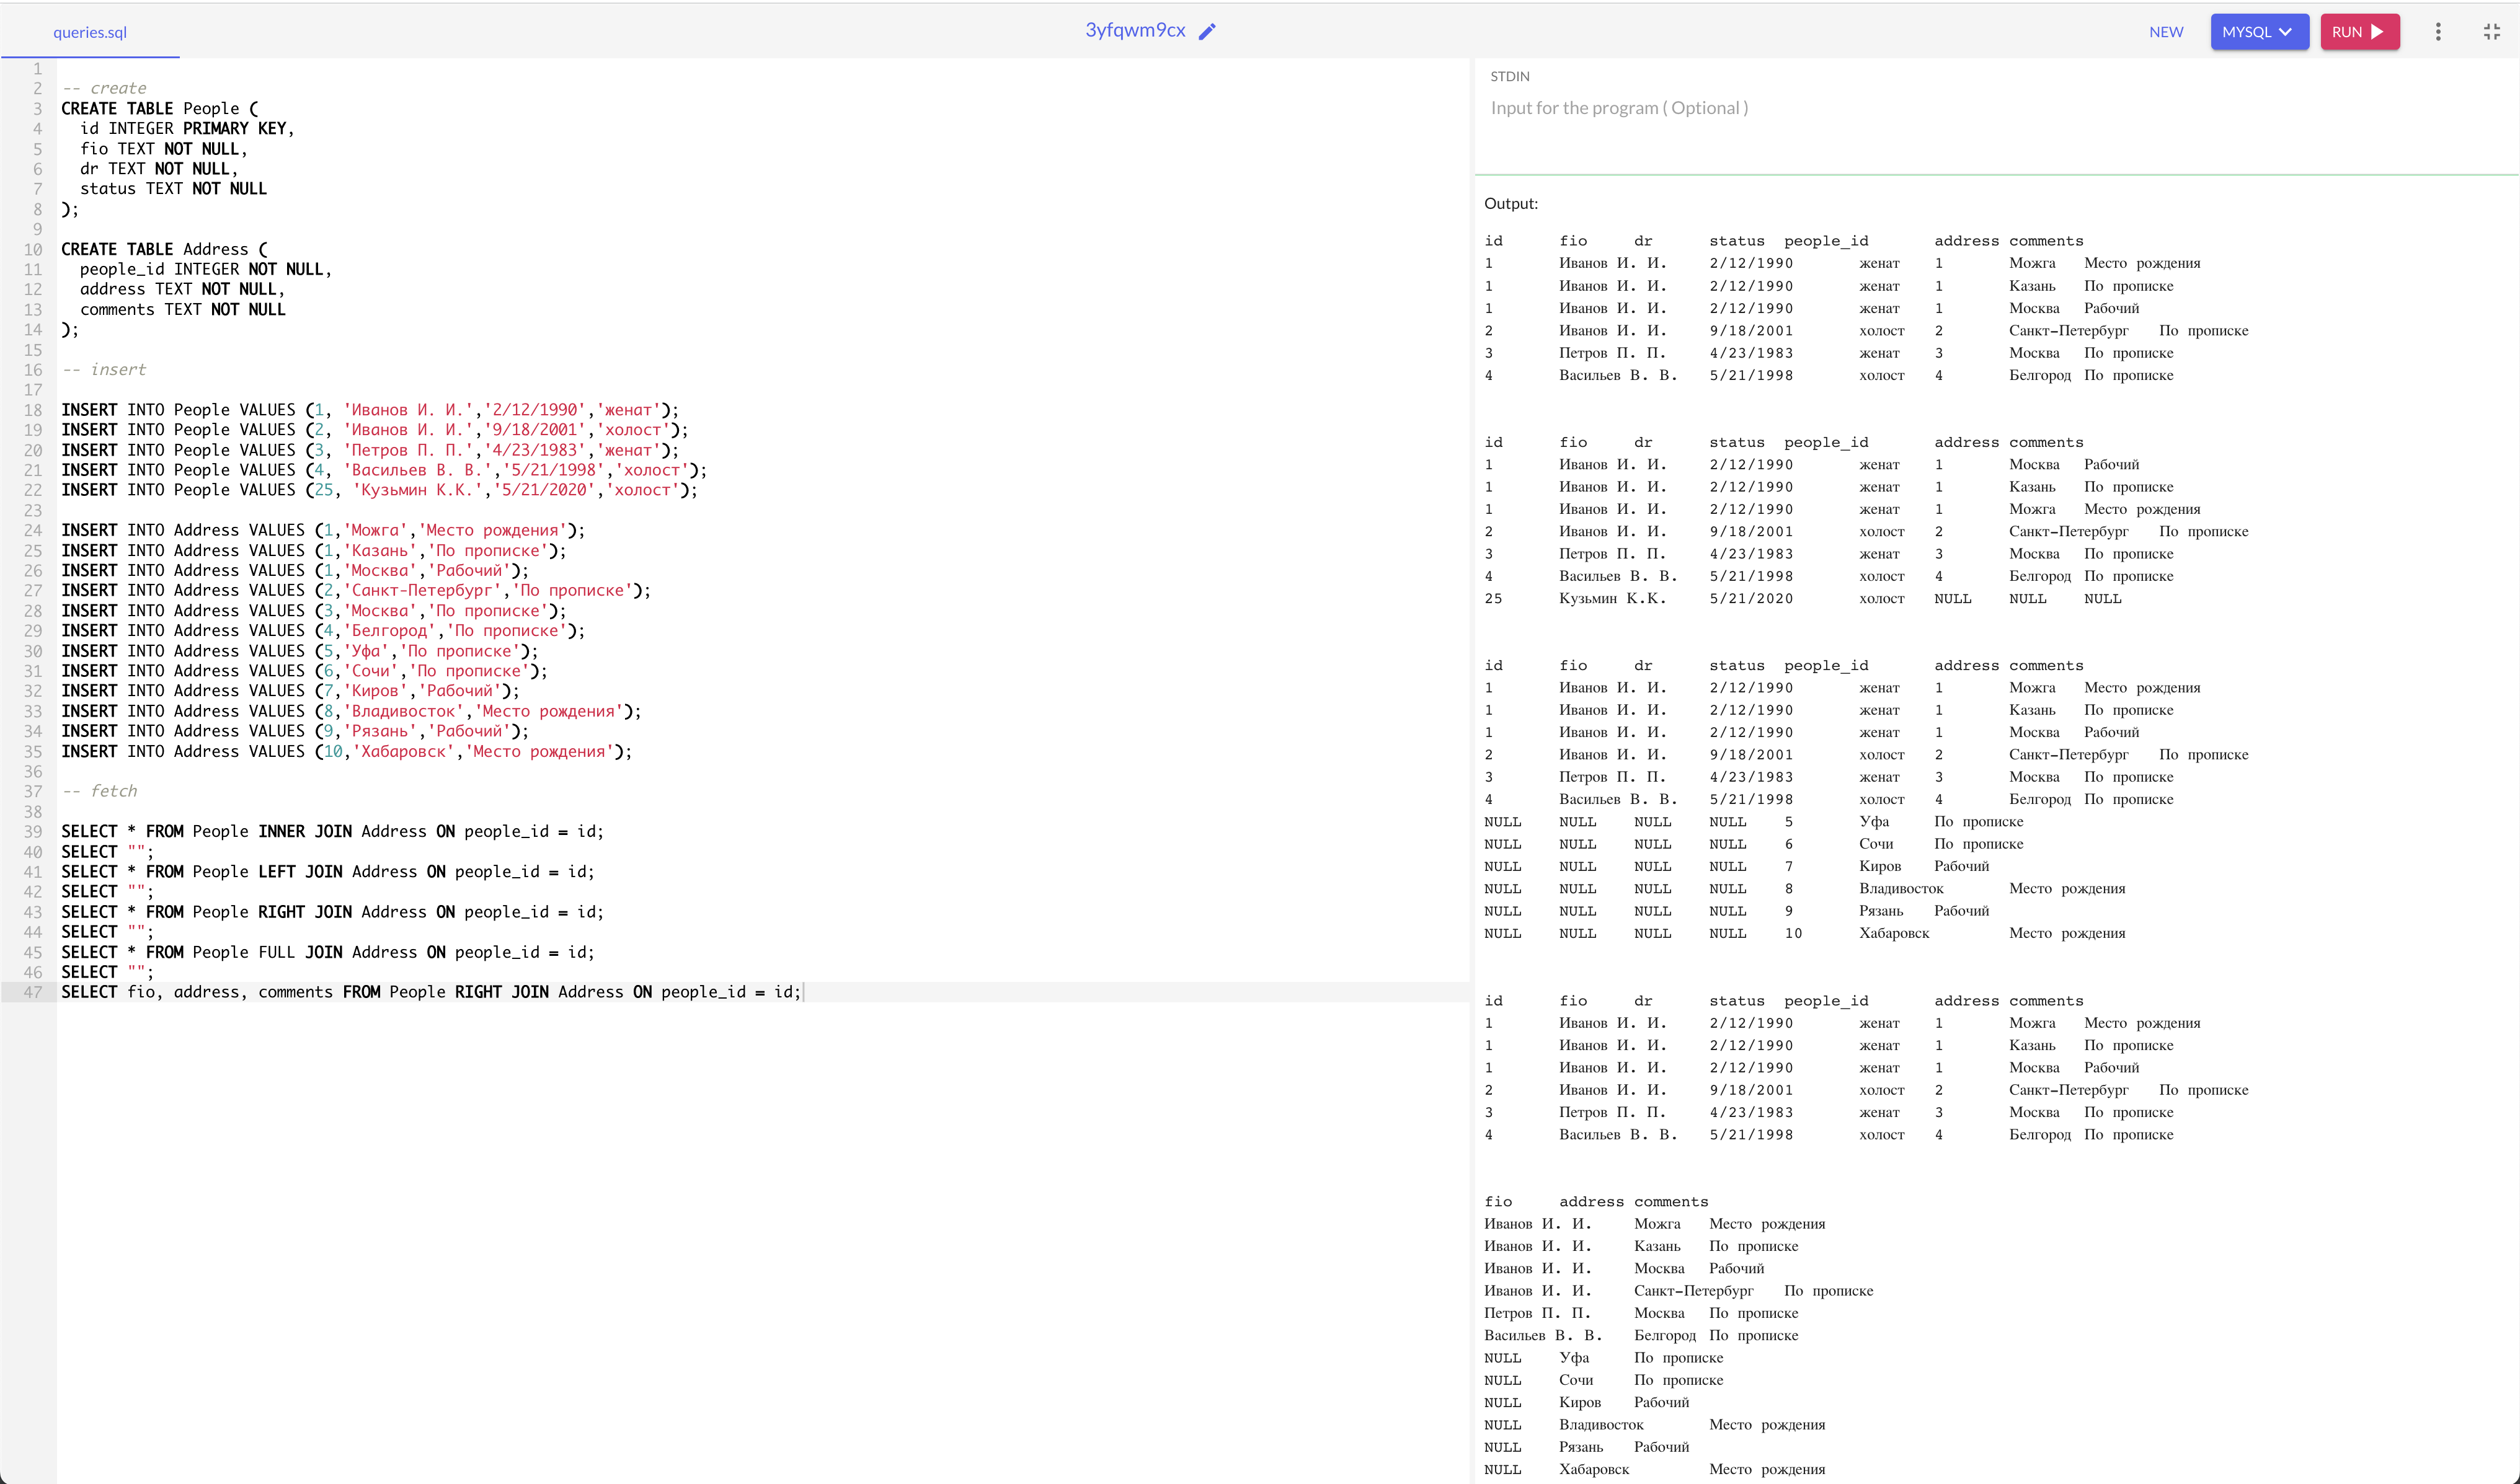 queries.sql
3yfqwm9cx
NEW
MYSQL
RUN
1
2 -- create
3 CREATE TABLE People (
4 id INTEGER PRIMARY KEY,
5 fio TEXT NOT NULL,
6 dr TEXT NOT NULL,
7 status TEXT NOT NULL
8 );
9
10 CREATE TABLE Address (
11 people_id INTEGER NOT NULL,
12 address TEXT NOT NULL,
13 comments TEXT NOT NULL
14 );
15
16 -- insert
17
18 INSERT INTO People VALUES (1, 'Иванов И. И.','2/12/1990','женат');
19 INSERT INTO People VALUES (2, 'Иванов И. И.','9/18/2001','холост');
20 INSERT INTO People VALUES (3, 'Петров П. П.','4/23/1983','женат');
21 INSERT INTO People VALUES (4, 'Васильев В. В.','5/21/1998','холост');
22 INSERT INTO People VALUES (25, 'Кузьмин К.К.','5/21/2020','холост');
23
24 INSERT INTO Address VALUES (1,'Можга','Место рождения');
25 INSERT INTO Address VALUES (1,'Казань','По прописке');
26 INSERT INTO Address VALUES (1,'Москва','Рабочий');
27 INSERT INTO Address VALUES (2,'Санкт-Петербург','По прописке');
28 INSERT INTO Address VALUES (3,'Москва','По прописке');
29 INSERT INTO Address VALUES (4,'Белгород','По прописке');
30 INSERT INTO Address VALUES (5,'Уфа','По прописке');
31 INSERT INTO Address VALUES (6,'Сочи','По прописке');
32 INSERT INTO Address VALUES (7,'Киров','Рабочий');
33 INSERT INTO Address VALUES (8,'Владивосток','Место рождения');
34 INSERT INTO Address VALUES (9,'Рязань','Рабочий');
35 INSERT INTO Address VALUES (10,'Хабаровск','Место рождения');
36
37 -- fetch
38
39 SELECT * FROM People INNER JOIN Address ON people_id = id;
40 SELECT "";
41 SELECT * FROM People LEFT JOIN Address ON people_id = id;
42 SELECT "";
43 SELECT * FROM People RIGHT JOIN Address ON people_id = id;
44 SELECT "";
45 SELECT * FROM People FULL JOIN Address ON people_id = id;
46 SELECT "";
47 SELECT fio, address, comments FROM People RIGHT JOIN Address ON people_id = id;
STDIN
Input for the program ( Optional )
Output:
id fio dr status people_id address comments
1 Иванов И. И. 2/12/1990 женат 1 Можга Место рождения
1 Иванов И. И. 2/12/1990 женат 1 Казань По прописке
1 Иванов И. И. 2/12/1990 женат 1 Москва Рабочий
2 Иванов И. И. 9/18/2001 холост 2 Санкт-Петербург По прописке
3 Петров П. П. 4/23/1983 женат 3 Москва По прописке
4 Васильев В. В. 5/21/1998 холост 4 Белгород По прописке
id fio dr status people_id address comments
1 Иванов И. И. 2/12/1990 женат 1 Москва Рабочий
1 Иванов И. И. 2/12/1990 женат 1 Казань По прописке
1 Иванов И. И. 2/12/1990 женат 1 Можга Место рождения
2 Иванов И. И. 9/18/2001 холост 2 Санкт-Петербург По прописке
3 Петров П. П. 4/23/1983 женат 3 Москва По прописке
4 Васильев В. В. 5/21/1998 холост 4 Белгород По прописке
25 Кузьмин К.К. 5/21/2020 холост NULL NULL NULL
id fio dr status people_id address comments
1 Иванов И. И. 2/12/1990 женат 1 Можга Место рождения
1 Иванов И. И. 2/12/1990 женат 1 Казань По прописке
1 Иванов И. И. 2/12/1990 женат 1 Москва Рабочий
2 Иванов И. И. 9/18/2001 холост 2 Санкт-Петербург По прописке
3 Петров П. П. 4/23/1983 женат 3 Москва По прописке
4 Васильев В. В. 5/21/1998 холост 4 Белгород По прописке
NULL NULL NULL NULL 5 Уфа По прописке
NULL NULL NULL NULL 6 Сочи По прописке
NULL NULL NULL NULL 7 Киров Рабочий
NULL NULL NULL NULL 8 Владивосток Место рождения
NULL NULL NULL NULL 9 Рязань Рабочий
NULL NULL NULL NULL 10 Хабаровск Место рождения
id fio dr status people_id address comments
1 Иванов И. И. 2/12/1990 женат 1 Можга Место рождения
1 Иванов И. И. 2/12/1990 женат 1 Казань По прописке
1 Иванов И. И. 2/12/1990 женат 1 Москва Рабочий
2 Иванов И. И. 9/18/2001 холост 2 Санкт-Петербург По прописке
3 Петров П. П. 4/23/1983 женат 3 Москва По прописке
4 Васильев В. В. 5/21/1998 холост 4 Белгород По прописке
fio address comments
Иванов И. И. Можга Место рождения
Иванов И. И. Казань По прописке
Иванов И. И. Москва Рабочий
Иванов И. И. Санкт-Петербург По прописке
Петров П. П. Москва По прописке
Васильев В. В. Белгород По прописке
NULL Уфа По прописке
NULL Сочи По прописке
NULL Киров Рабочий
NULL Владивосток Место рождения
NULL Рязань Рабочий
NULL Хабаровск Место рождения